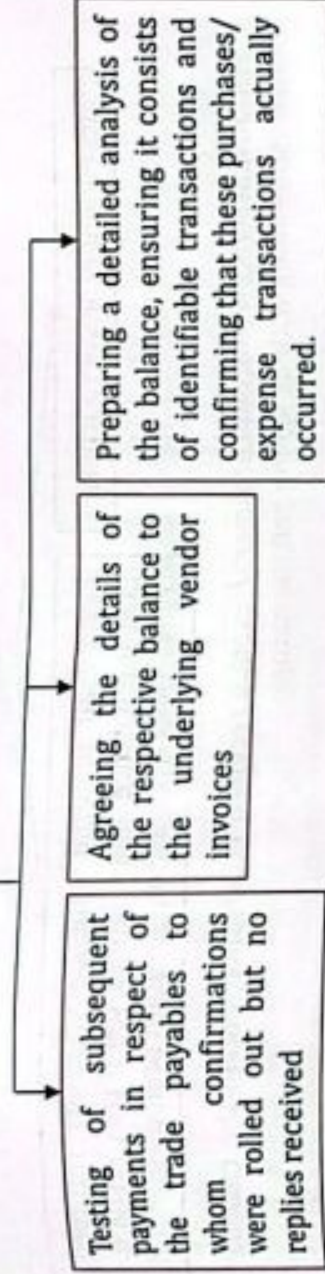 Testing of subsequent
payments in respect of
the trade payables to
whom confirmations
were rolled out but no
replies received
Agreeing the details of
the respective balance to
the underlying vendor
invoices
Preparing a detailed analysis of
the balance, ensuring it consists
of identifiable transactions and
confirming that these purchases/
expense transactions actually
occurred.